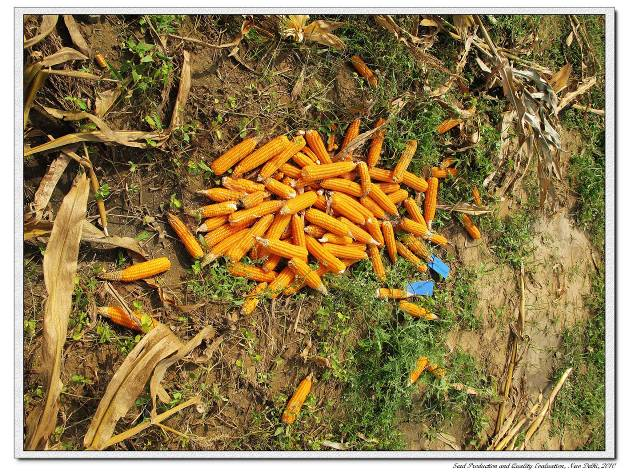 Seed Production and Quality Evaluation, New Delhi, 2010